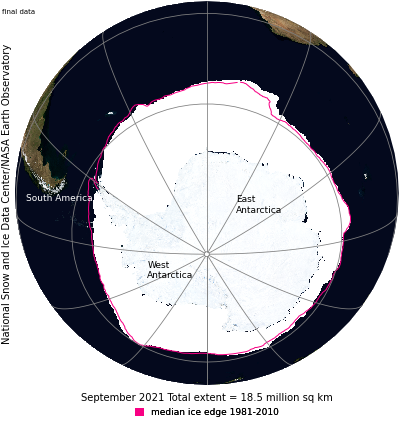 final data
National Snow and Ice Data Center/NASA Earth Observatory
South America
East
Antarctica
West
Antarctica
September 2021 Total extent = 18.5 million sq km
median ice edge 1981-2010